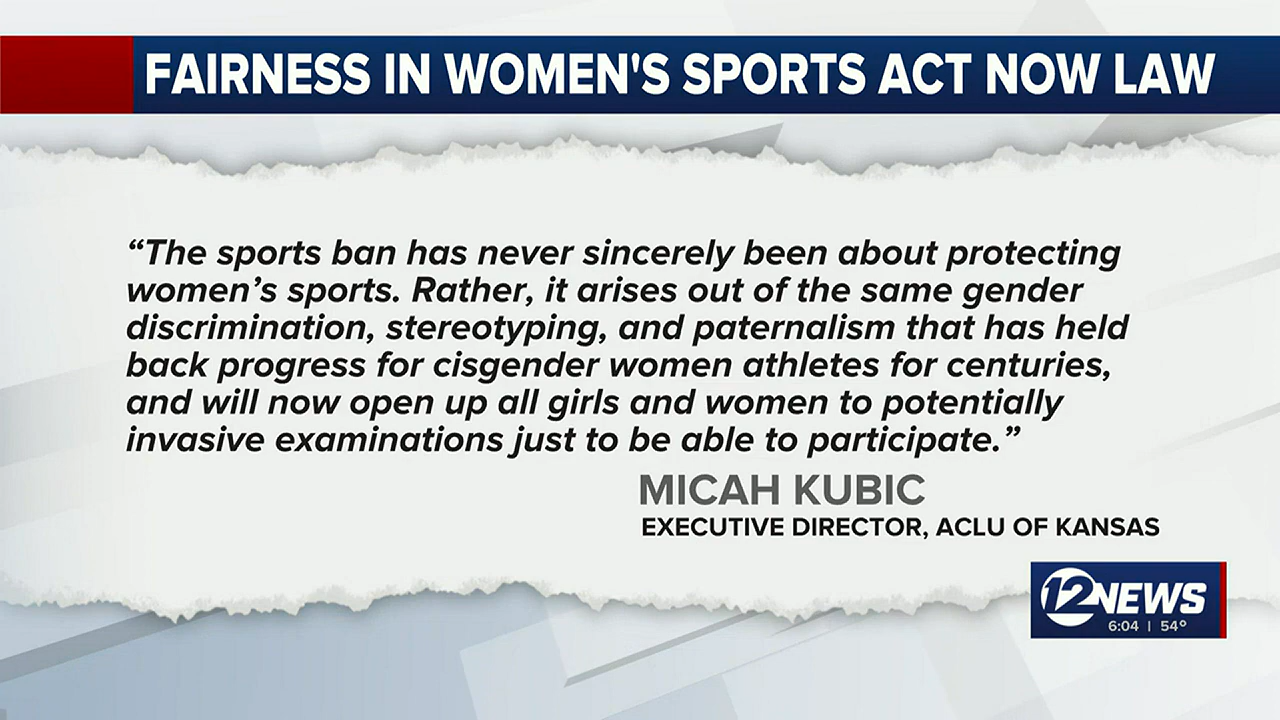 FAIRNESS IN WOMEN'S SPORTS ACT NOW LAW
“The sports ban has never sincerely been about protecting
women’s sports. Rather, it arises out of the same gender
discrimination, stereotyping, and paternalism that has held
back progress for cisgender women athletes for centuries,
and will now open up all girls and women to potentially
invasive examinations just to be able to participate.”
MICAH KUBIC
EXECUTIVE DIRECTOR, ACLU OF KANSAS
12NEWS
6:04 | 54°